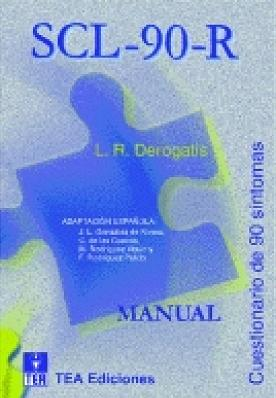 SCL-90-R
L. R. Derogatis
ADAPTACIÓN ESPAÑOLA:
J. L. González de Rivera,
C. de las Cuevas,
M. Rodríguez Abuín y
F. Rodríguez Pulido
MANUAL
Cuestionario de 90 síntomas
TEA
TEA Ediciones